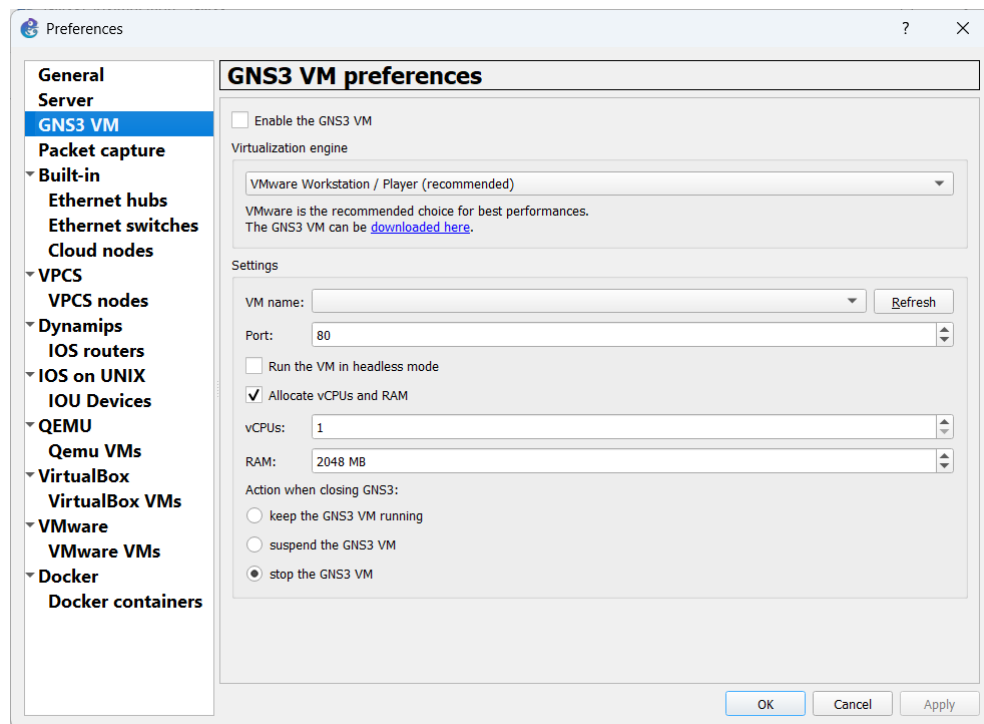 Preferences
?
General
Server
GNS3 VM
Packet capture
Built-in
Ethernet hubs
Ethernet switches
Cloud nodes
VPCS
VPCS nodes
Dynamips
IOS routers
IOS on UNIX
IOU Devices
QEMU
Qemu VMs
VirtualBox
VirtualBox VMs
VMware
VMware VMs
Docker
Docker containers
GNS3 VM preferences
Enable the GNS3 VM
Virtualization engine
VMware Workstation / Player (recommended)
VMware is the recommended choice for best performances.
The GNS3 VM can be downloaded here.
Settings
VM name:
Refresh
Port: 80
Run the VM in headless mode
Allocate vCPUs and RAM
vCPUs: 1
RAM: 2048 MB
Action when closing GNS3:
keep the GNS3 VM running
suspend the GNS3 VM
stop the GNS3 VM
OK Cancel Apply